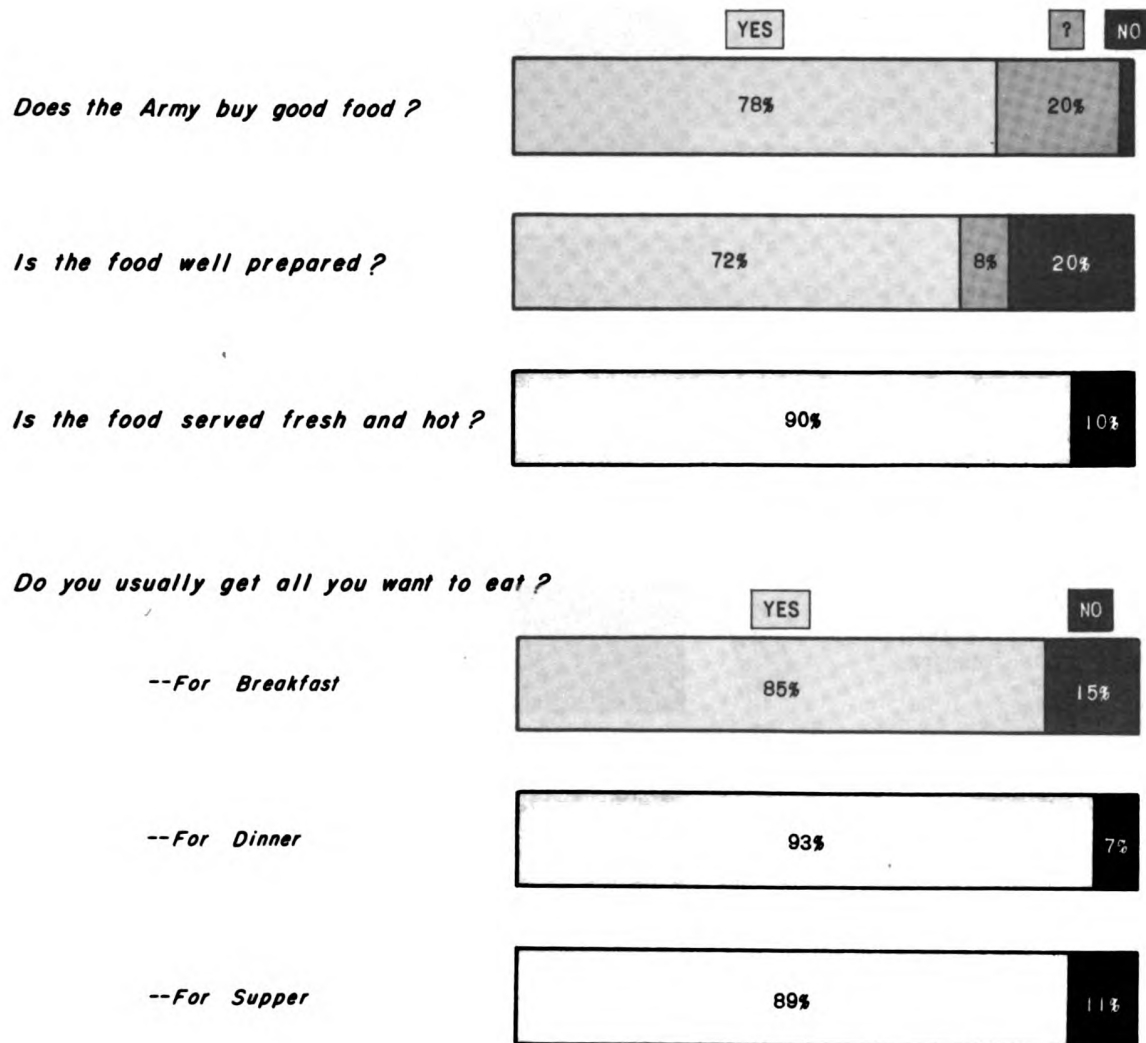 YES ? NO
Does the Army buy good food ? 78% 20%
Is the food well prepared ? 72% 8% 20%
Is the food served fresh and hot ? 90% 10%
Do you usually get all you want to eat ?
YES NO
--For Breakfast 85% 15%
--For Dinner 93% 7%
--For Supper 89% 11%